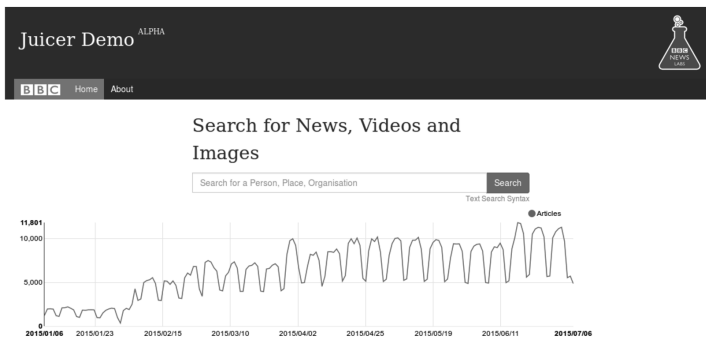 Juicer Demo ALPHA
BBC
NEWS
LABS
BBC Home About
Search for News, Videos and
Images
Search for a Person, Place, Organisation Search
Text Search Syntax
Articles
11,801
10,000
5,000
0
2015/01/06 2015/01/23 2015/02/15 2015/03/10 2015/04/02 2015/04/25 2015/05/19 2015/06/11 2015/07/06